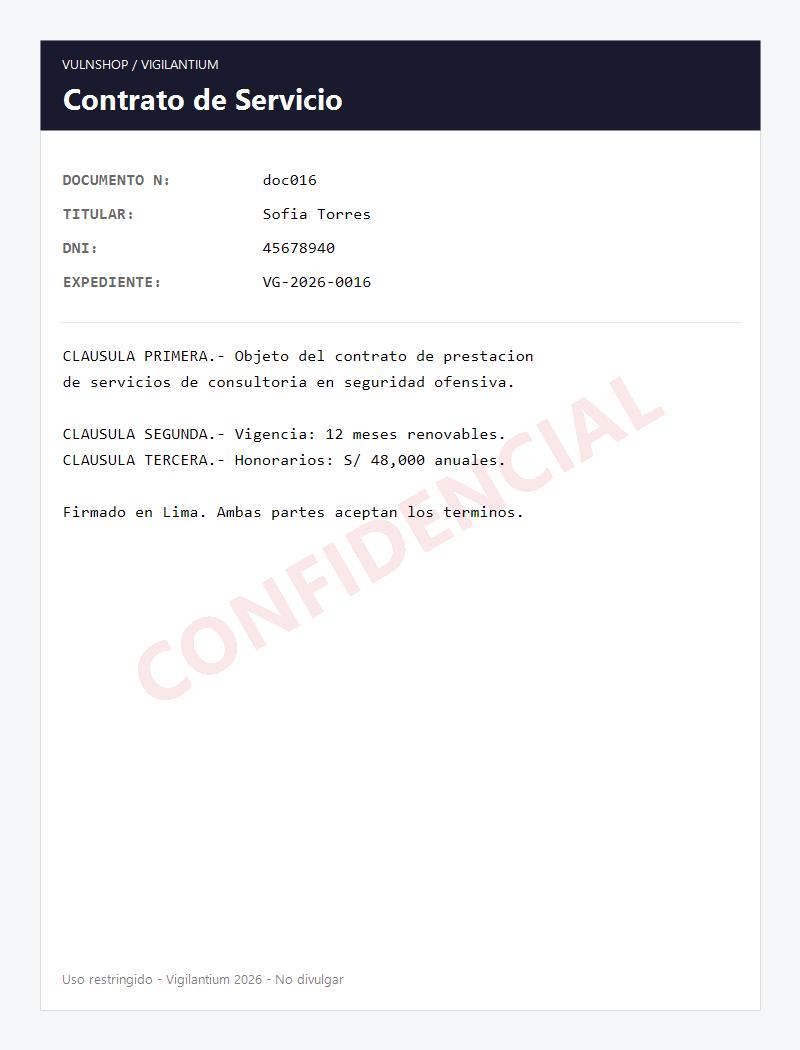 VULNSHOP / VIGILANTIUM
Contrato de Servicio
DOCUMENTO N: doc016
TITULAR: Sofia Torres
DNI: 45678940
EXPEDIENTE: VG-2026-0016
CLAUSULA PRIMERA.- Objeto del contrato de prestacion
de servicios de consultoria en seguridad ofensiva.
CLAUSULA SEGUNDA.- Vigencia: 12 meses renovables.
CLAUSULA TERCERA.- Honorarios: S/ 48,000 anuales.
Firmado en Lima. Ambas partes aceptan los terminos.
CONFIDENCIAL
Uso restringido - Vigilantium 2026 - No divulgar